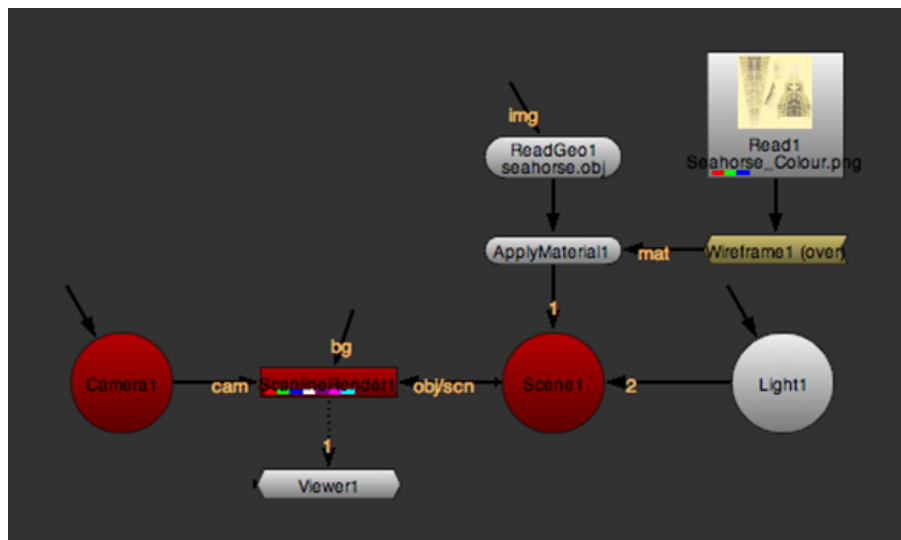 img
ReadGeo1
seahorse.obj
Read1
Seahorse_Colour.png
ApplyMaterial1
mat
Wireframe1 (over)
1
bg
Camera1
cam
ScanlineRender1
obj/scn
Scene1
2
Light1
1
Viewer1